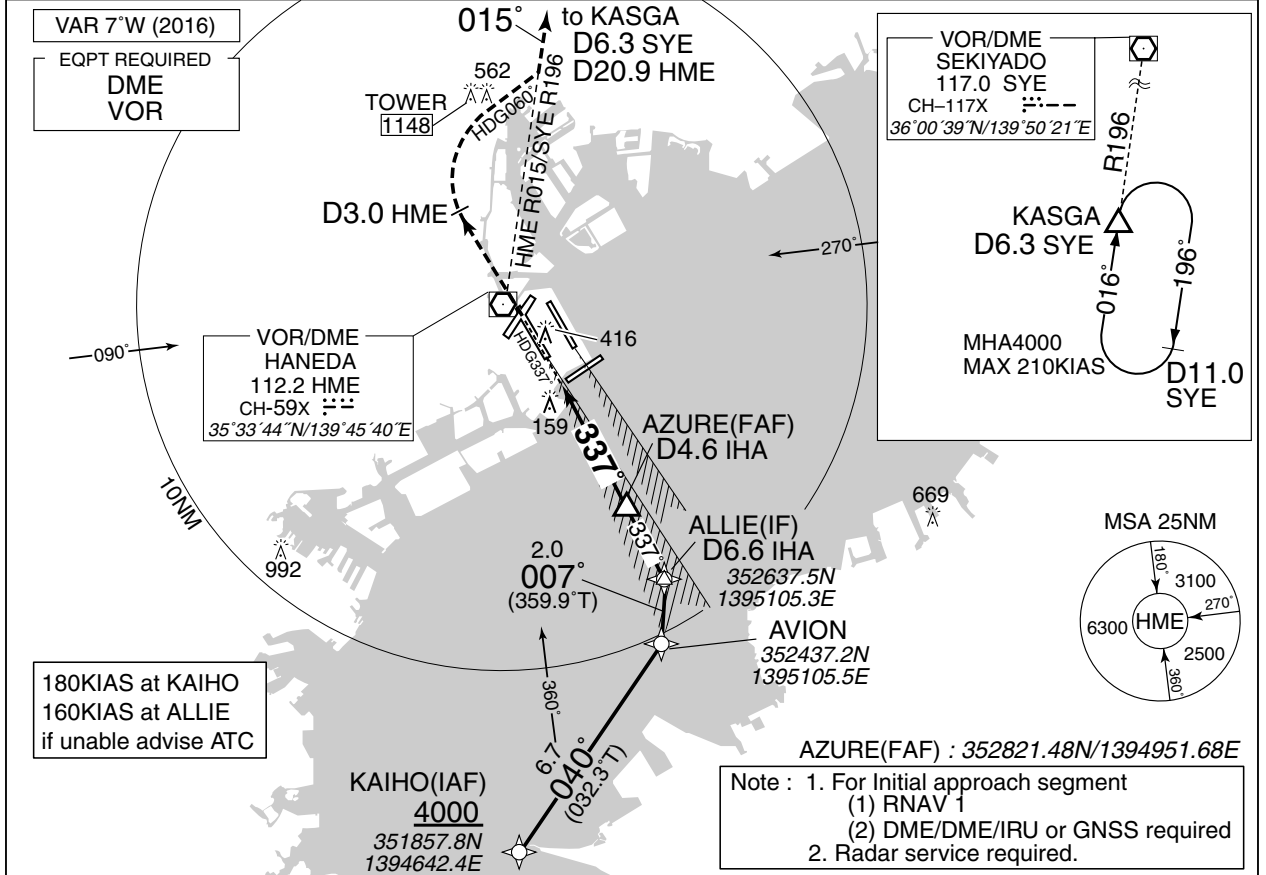 VAR 7°W (2016)
EQPT REQUIRED
DME
VOR
015°
to KASGA
D6.3 SYE
D20.9 HME
562
TOWER
1148
HDG060°
HME R015/SYE R196
D3.0 HME
270°
090°
VOR/DME
HANEDA
112.2 HME
CH-59X
35°33´44˝N/139°45´40˝E
HDG337°
416
159
337°
AZURE(FAF)
D4.6 IHA
337°
ALLIE(IF)
D6.6 IHA
352637.5N
1395105.3E
10NM
992
669
2.0
007°
(359.9°T)
AVION
352437.2N
1395105.5E
360°
6.7
040°
(032.3°T)
KAIHO(IAF)
4000
351857.8N
1394642.4E
180KIAS at KAIHO
160KIAS at ALLIE
if unable advise ATC
VOR/DME
SEKIYADO
117.0 SYE
CH–117X
36°00´39˝N/139°50´21˝E
R196
KASGA
D6.3 SYE
016°
196°
MHA4000
MAX 210KIAS
D11.0
SYE
MSA 25NM
180°
3100
270°
HME
6300
2500
360°
AZURE(FAF) : 352821.48N/1394951.68E
Note : 1. For Initial approach segment
(1) RNAV 1
(2) DME/DME/IRU or GNSS required
2. Radar service required.